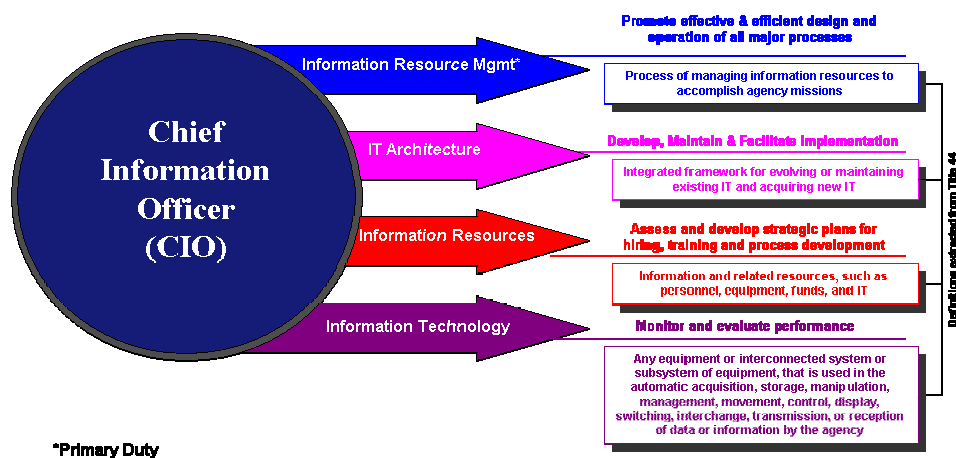 Chief
Information
Officer
(CIO)
Information Resource Mgmt*
Promote effective & efficient design and
operation of all major processes
Process of managing information resources to
accomplish agency missions
IT Architecture
Develop, Maintain & Facilitate Implementation
Integrated framework for evolving or maintaining
existing IT and acquiring new IT
Information Resources
Assess and develop strategic plans for
hiring, training and process development
Information and related resources, such as
personnel, equipment, funds, and IT
Information Technology
Monitor and evaluate performance
Any equipment or interconnected system or
subsystem of equipment, that is used in the
automatic acquisition, storage, manipulation,
management, movement, control, display,
switching, interchange, transmission, or reception
of data or information by the agency
Definitions extracted from Title 44
*Primary Duty